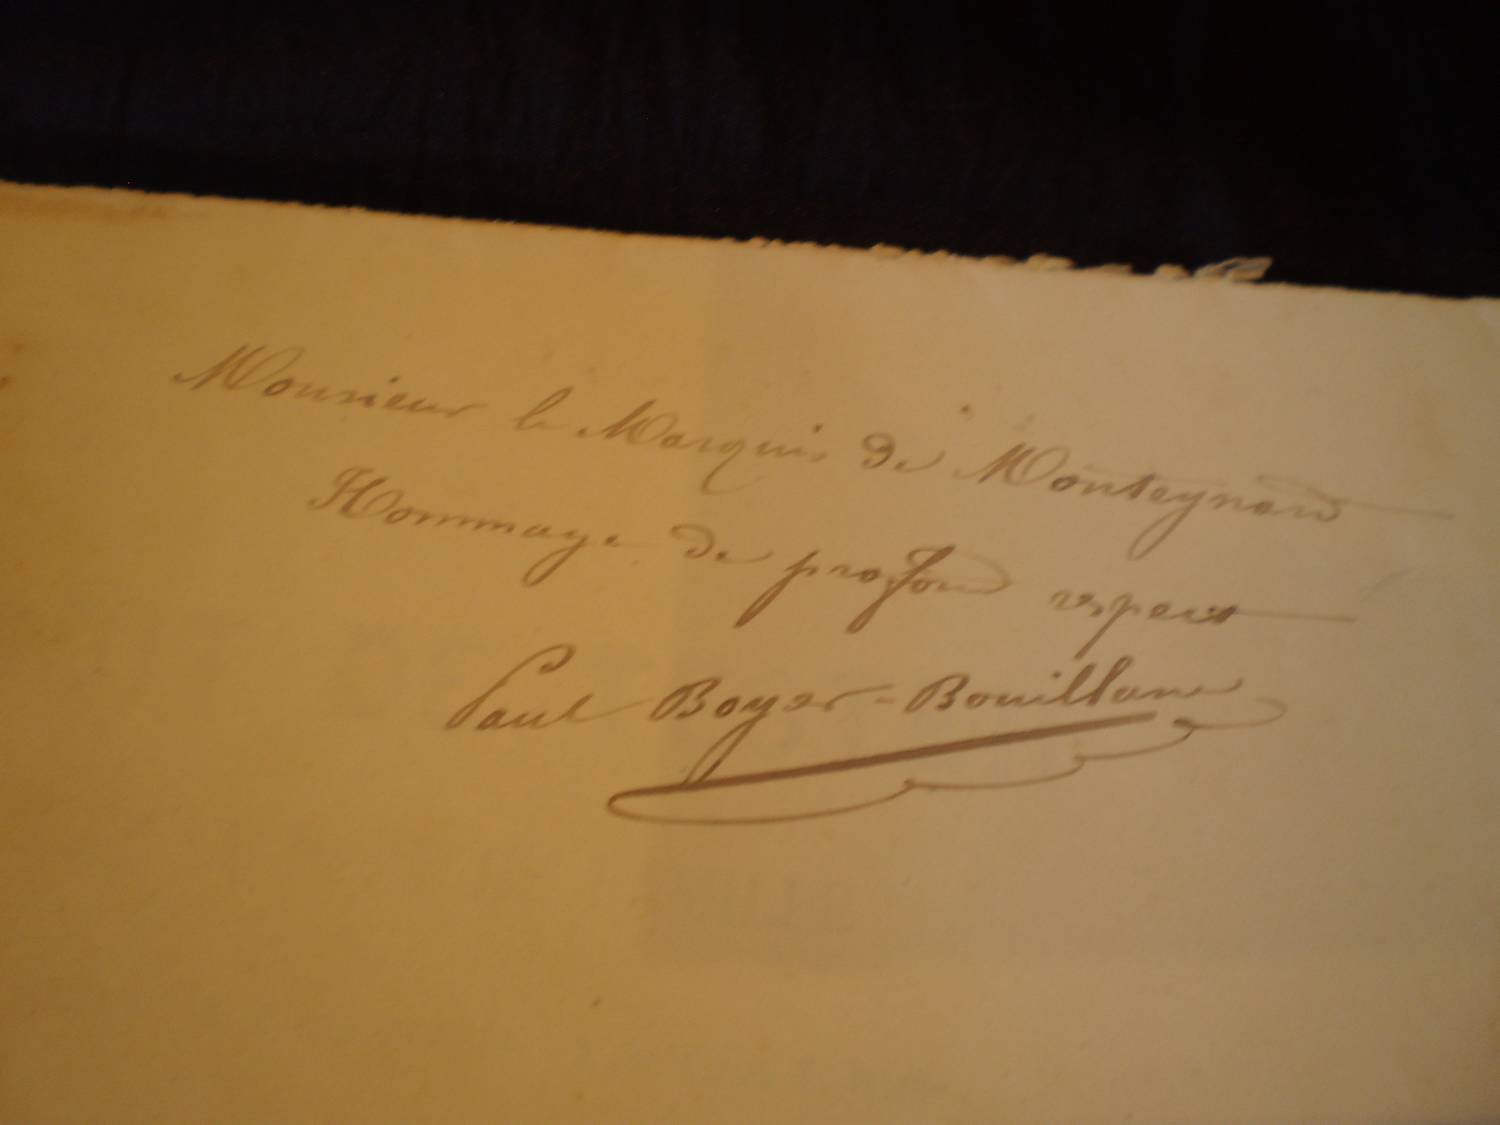 Monsieur le Marquis de Monteynard
Hommage de profond respect
Paul Boyer-Bouillane